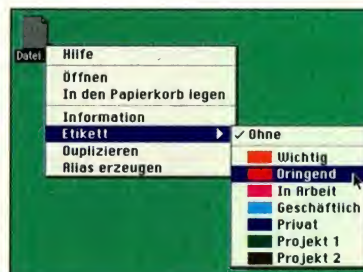 Datei
Hilfe
Öffnen
In den Papierkorb legen
Information
Etikett
Duplizieren
Alias erzeugen
✓ Ohne
Wichtig
Dringend
In Arbeit
Geschäftlich
Privat
Projekt 1
Projekt 2